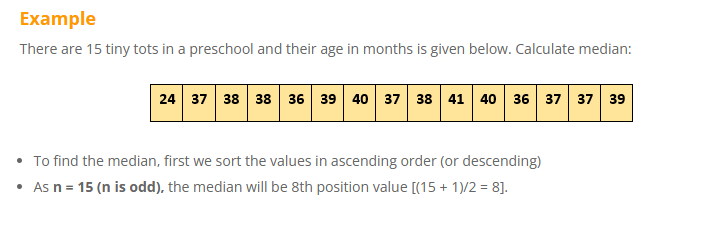 Example
There are 15 tiny tots in a preschool and their age in months is given below. Calculate median:
24 37 38 38 36 39 40 37 38 41 40 36 37 37 39
• To find the median, first we sort the values in ascending order (or descending)
• As n = 15 (n is odd), the median will be 8th position value [(15 + 1)/2 = 8].